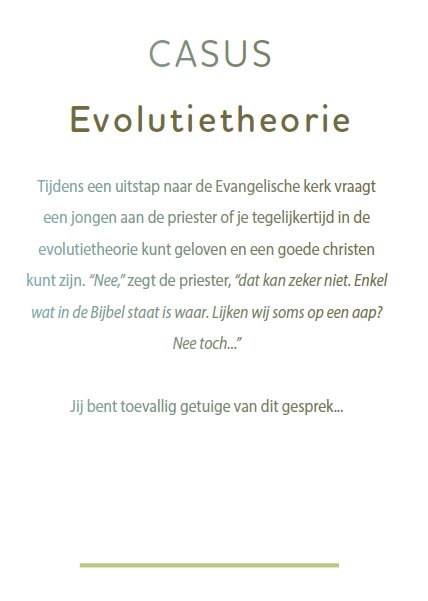 CASUS
Evolutietheorie
Tijdens een uitstap naar de Evangelische kerk vraagt
een jongen aan de priester of je tegelijkertijd in de
evolutietheorie kunt geloven en een goede christen
kunt zijn. “Nee,” zegt de priester, “dat kan zeker niet. Enkel
wat in de Bijbel staat is waar. Lijken wij soms op een aap?
Nee toch...”
Jij bent toevallig getuige van dit gesprek...